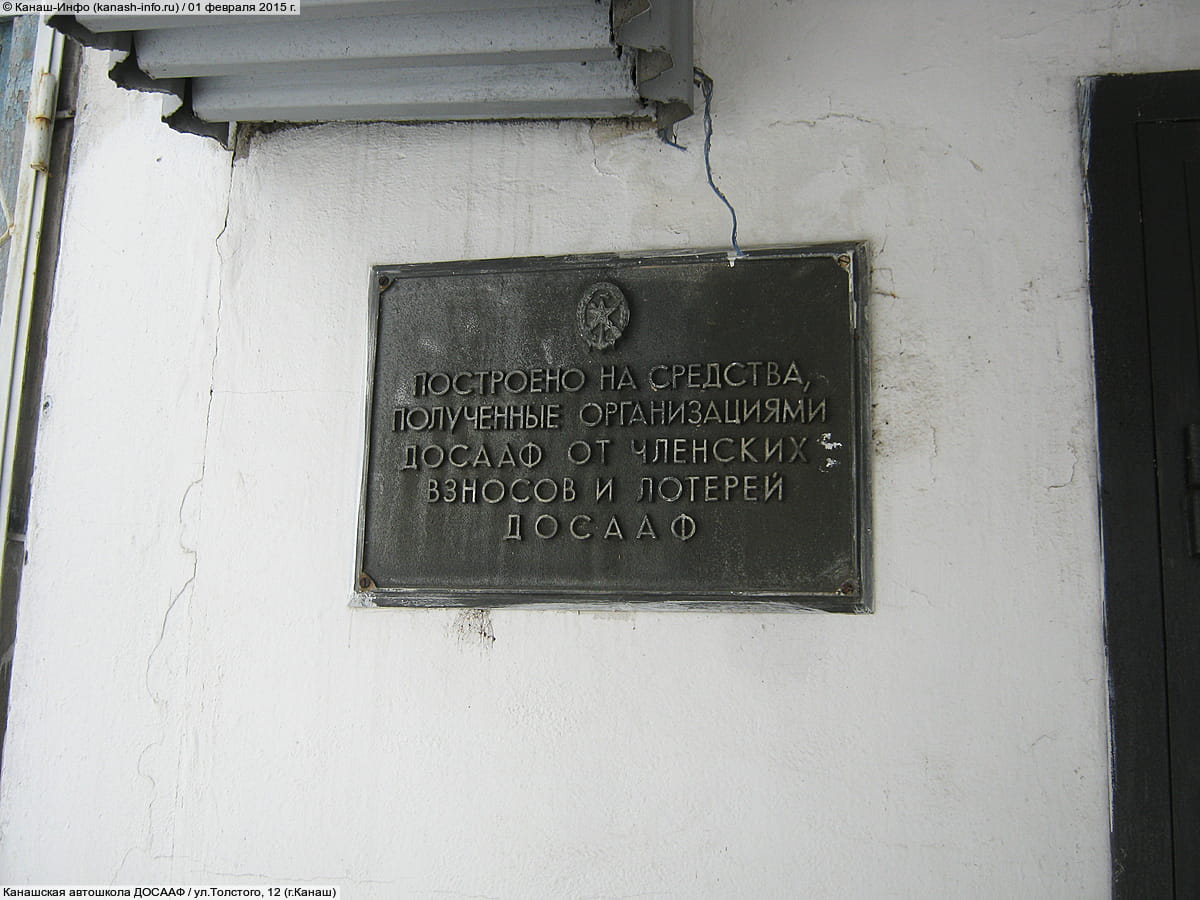 © Канаш-Инфо (kanash-info.ru) / 01 февраля 2015 г.
ПОСТРОЕНО НА СРЕДСТВА,
ПОЛУЧЕННЫЕ ОРГАНИЗАЦИЯМИ
ДОСААФ ОТ ЧЛЕНСКИХ
ВЗНОСОВ И ЛОТЕРЕЙ
ДОСААФ
Канашская автошкола ДОСААФ / ул.Толстого, 12 (г.Канаш)